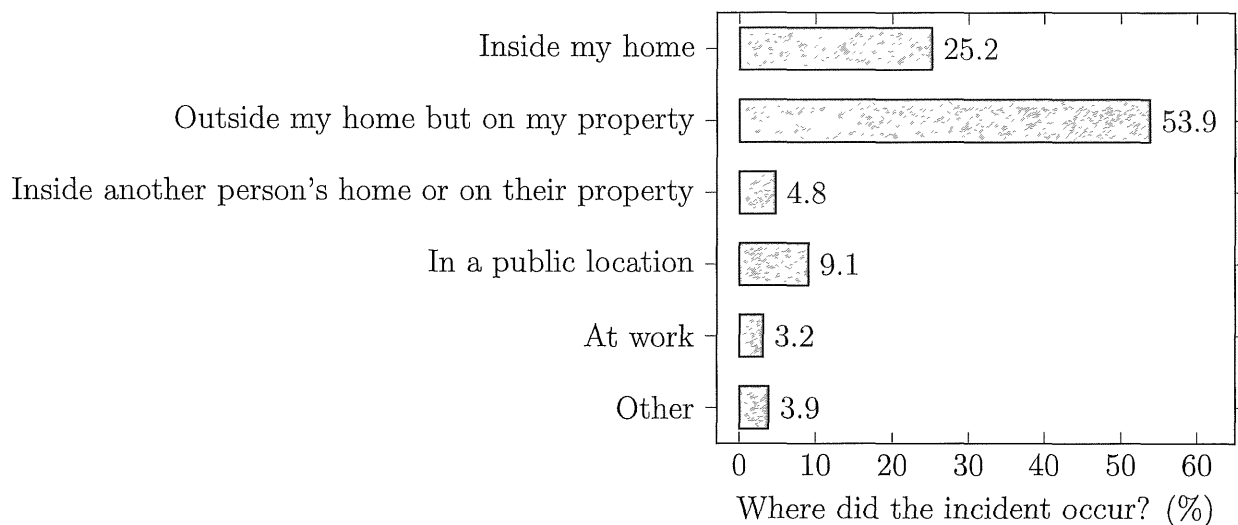 Inside my home 25.2
Outside my home but on my property 53.9
Inside another person's home or on their property 4.8
In a public location 9.1
At work 3.2
Other 3.9
0 10 20 30 40 50 60
Where did the incident occur? (%)